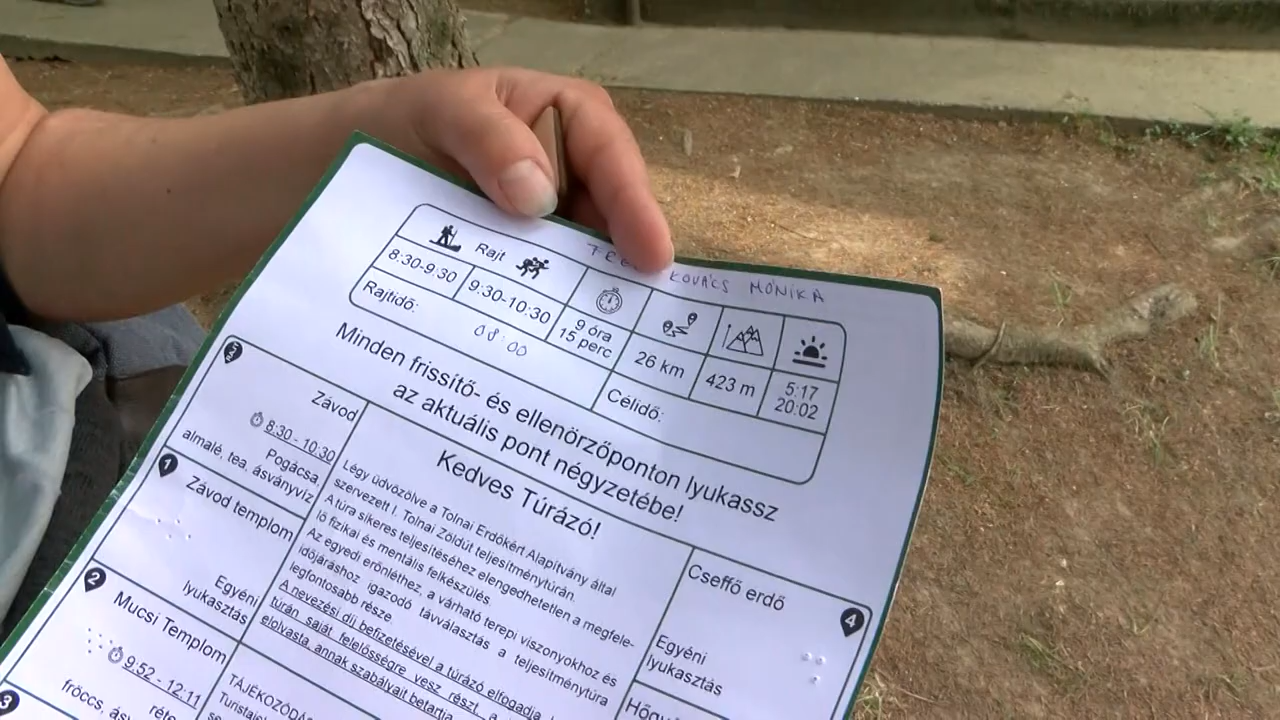 KOVÁCS MÓNIKA
Rajt
8:30-9:30
9:30-10:30
9 óra
15 perc
26 km
423 m
5:17
20:02
Rajtidő:
08:00
Célidő:
Minden frissítő- és ellenőrzőponton lyukassz
az aktuális pont négyzetébe!
Závod
8:30 - 10:30
Pogácsa,
almalé, tea, ásványvíz
1
Závod templom
Egyéni
lyukasztás
2
Mucsi Templom
9:52 - 12:11
fröccs,
3
Kedves Túrázó!
Légy üdvözölve a Tolnai Erdőkért Alapítvány által
szervezett I. Tolnai Zöldút teljesítménytúrán.
A túra sikeres teljesítéséhez elengedhetetlen a megfele-
lő fizikai és mentális felkészülés.
Az egyedi erőnléthez, a várható terepi viszonyokhoz és
időjáráshoz igazodó távválasztás a teljesítménytúra
legfontosabb része.
A nevezési díj befizetésével a túrázó elfogadja,
túrán saját felelősségre vesz részt, a
elolvasta, annak szabályait betartja
Cseffő erdő
4
Egyéni
lyukasztás